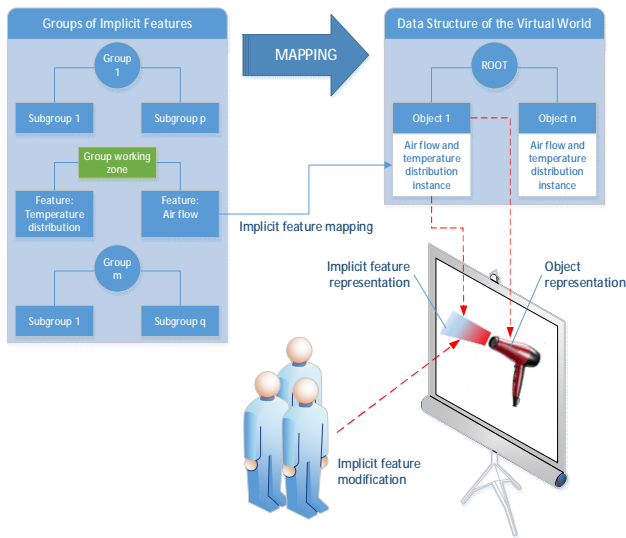 Groups of Implicit Features
Group
1
Subgroup 1
Subgroup p
Group working
zone
Feature:
Temperature
distribution
Feature:
Air flow
Group
m
Subgroup 1
Subgroup q
MAPPING
Data Structure of the Virtual World
ROOT
Object 1
Air flow and
temperature
distribution
instance
Object n
Air flow and
temperature
distribution
instance
Implicit feature mapping
Implicit feature
representation
Object
representation
Implicit feature
modification